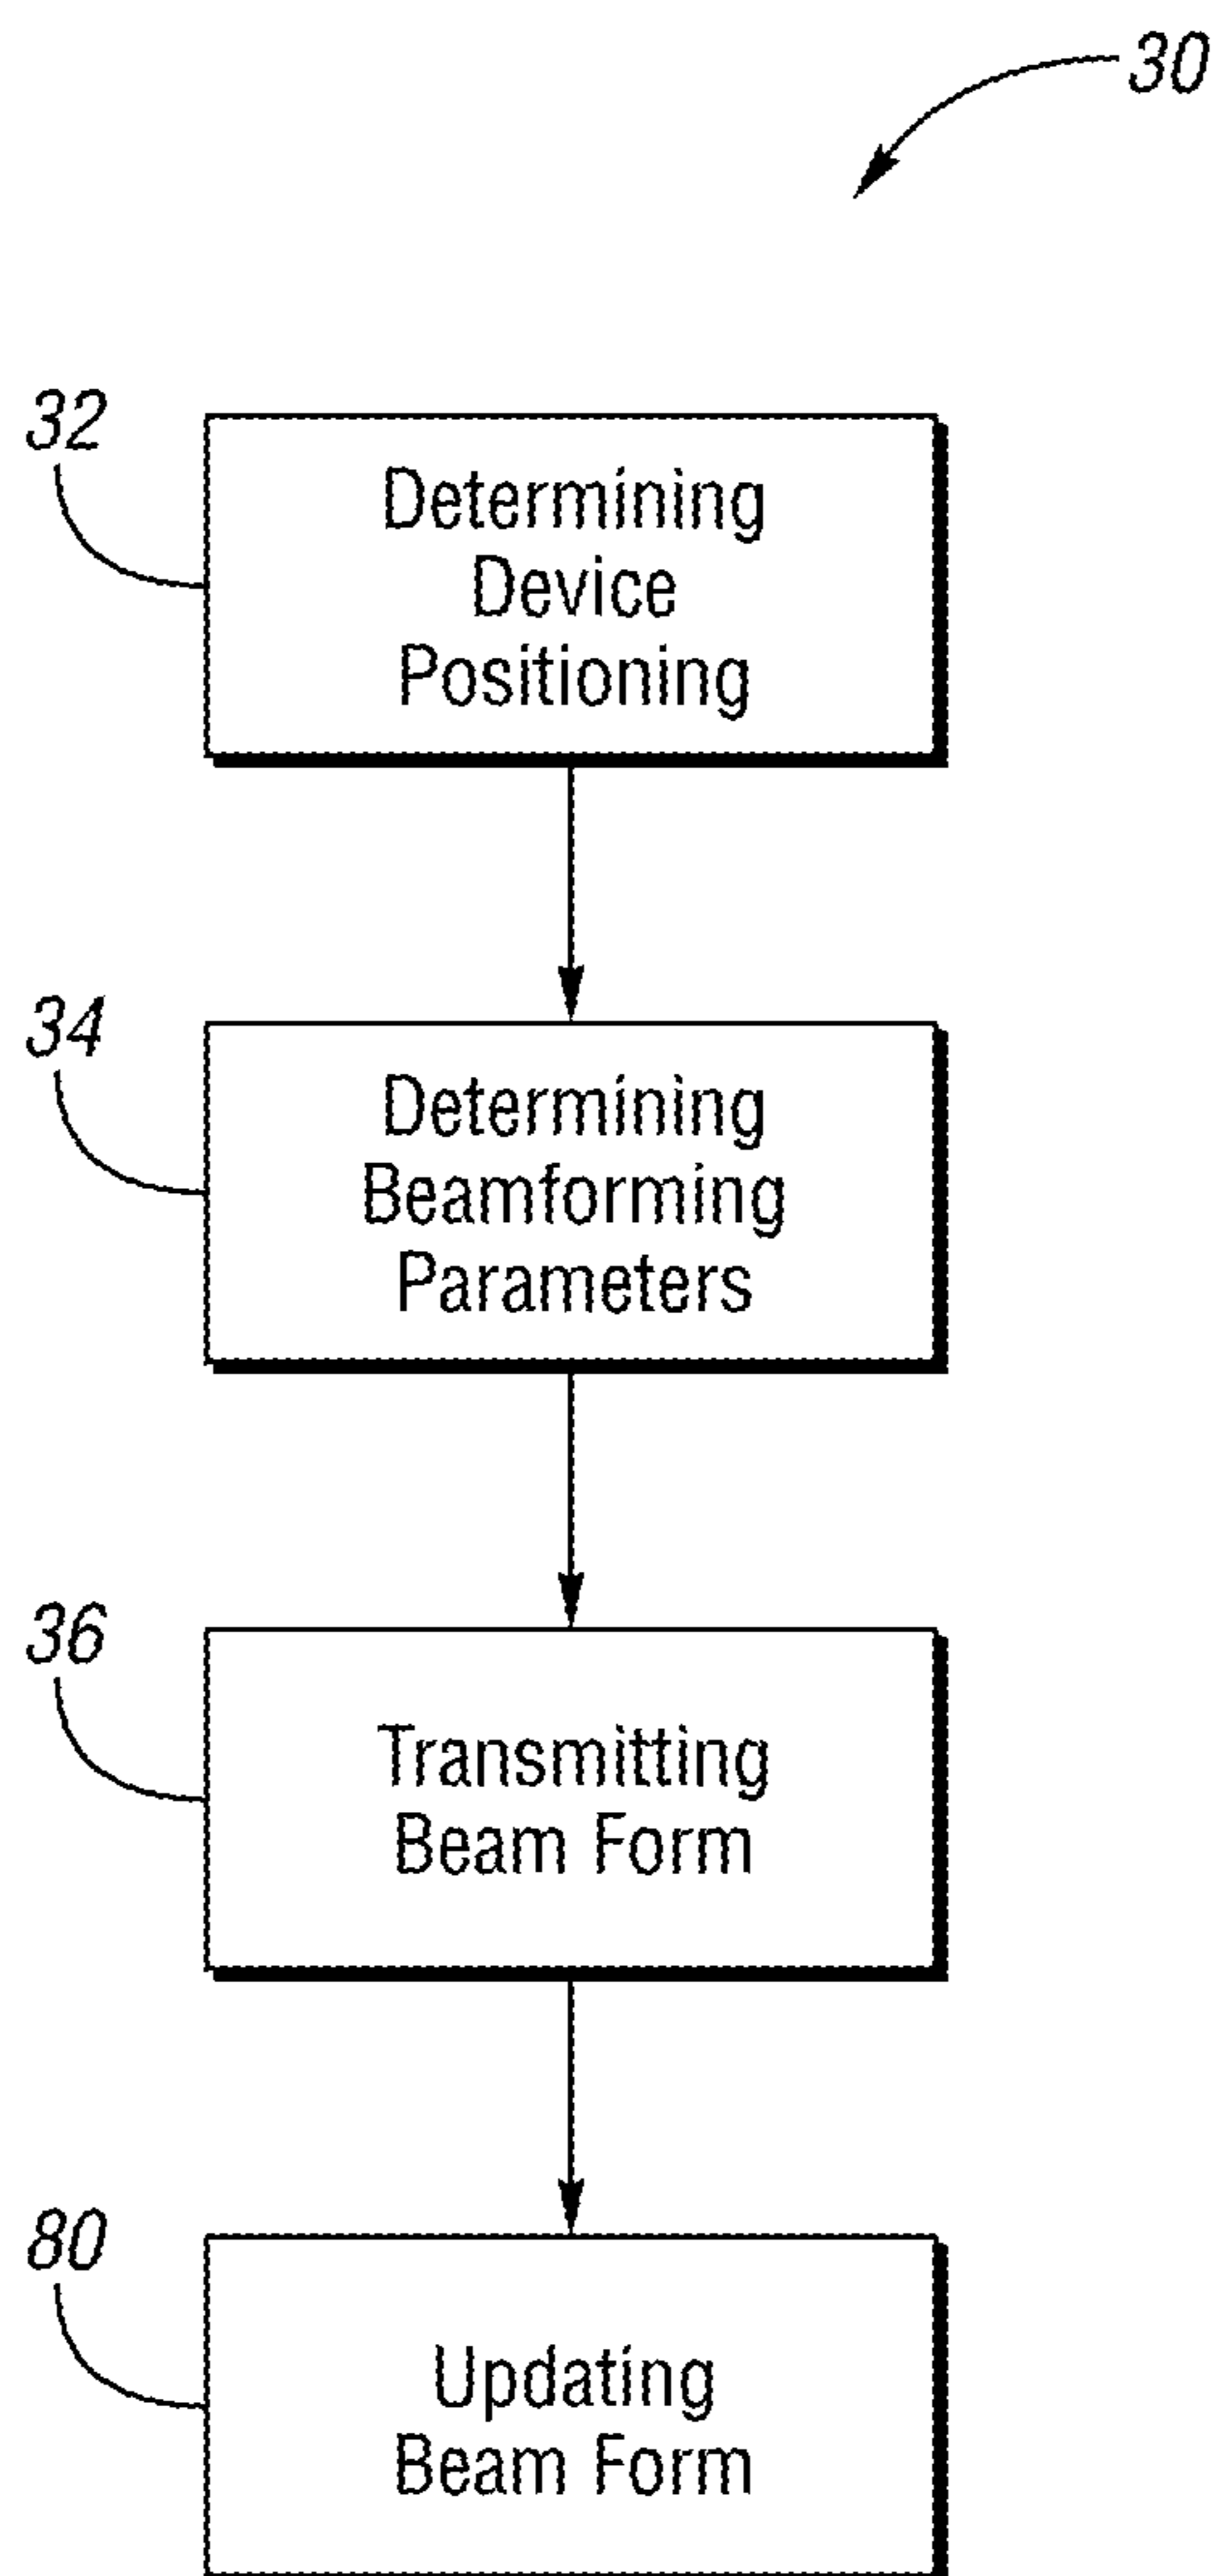 30
32
Determining
Device
Positioning
34
Determining
Beamforming
Parameters
36
Transmitting
Beam Form
80
Updating
Beam Form